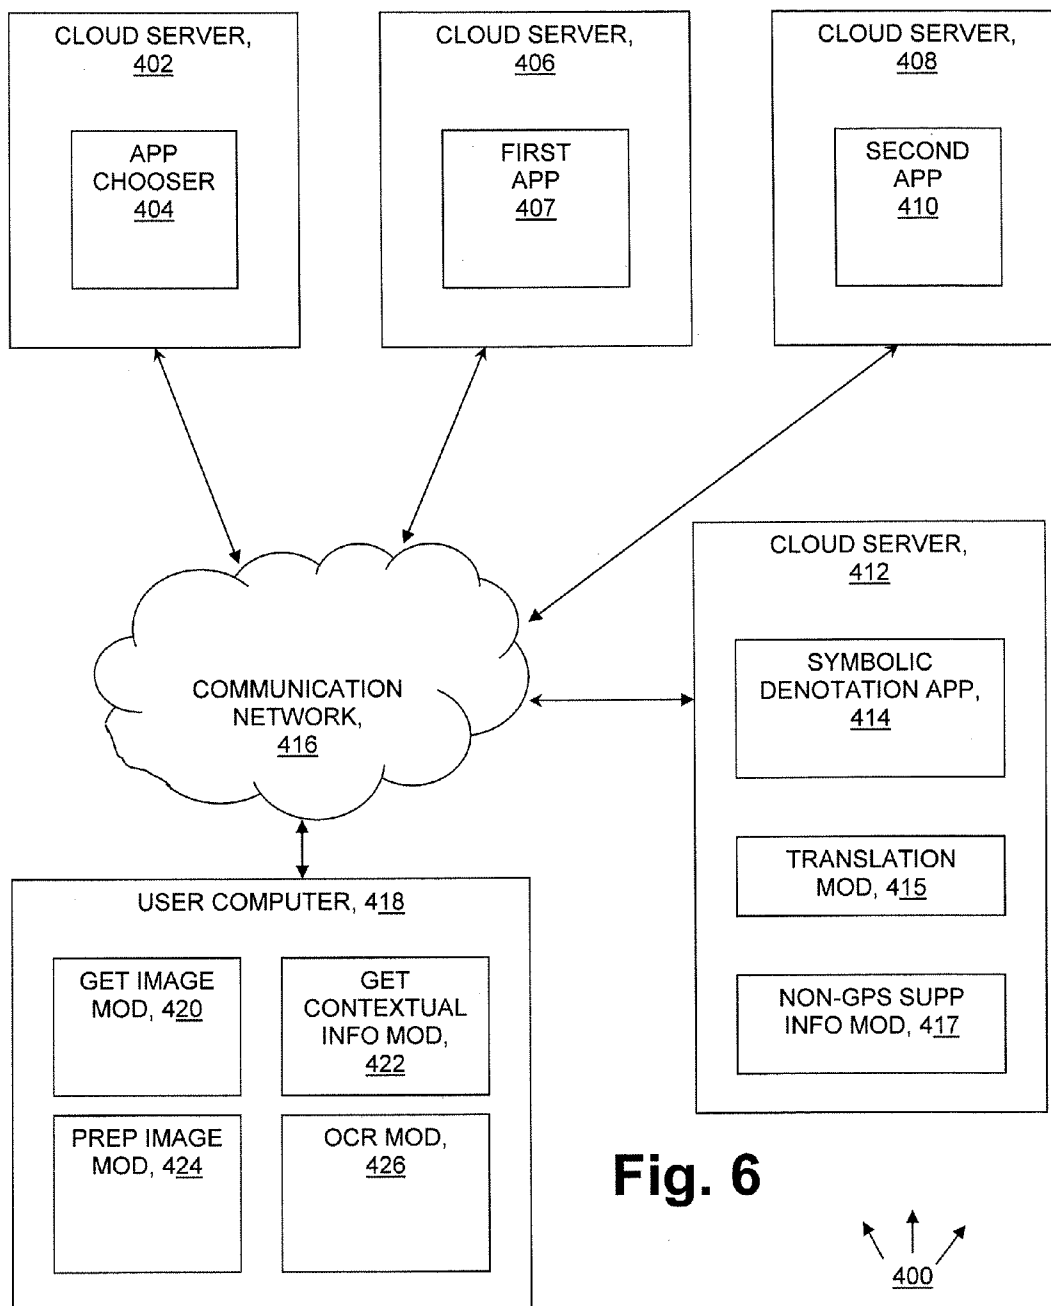 CLOUD SERVER,
402
APP
CHOOSER
404
CLOUD SERVER,
406
FIRST
APP
407
CLOUD SERVER,
408
SECOND
APP
410
CLOUD SERVER,
412
SYMBOLIC
DENOTATION APP,
414
TRANSLATION
MOD, 415
NON-GPS SUPP
INFO MOD, 417
COMMUNICATION
NETWORK,
416
USER COMPUTER, 418
GET IMAGE
MOD, 420
GET
CONTEXTUAL
INFO MOD,
422
PREP IMAGE
MOD, 424
OCR MOD,
426
Fig. 6
400